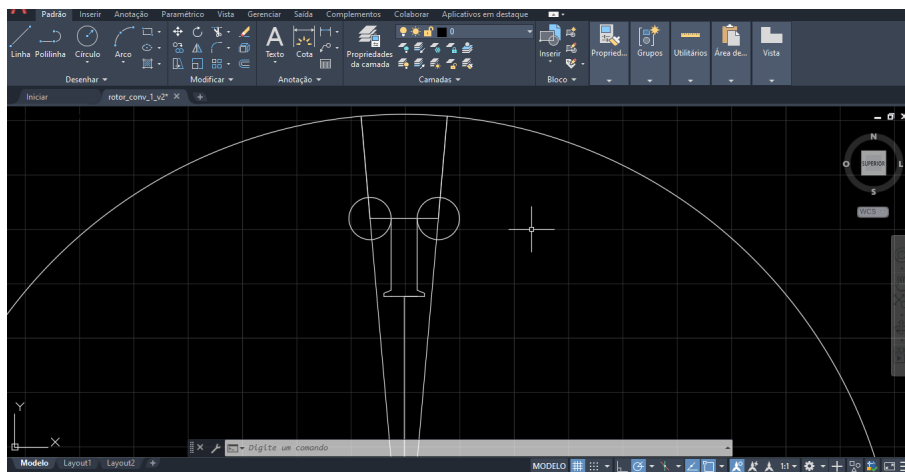 Padrão Inserir Anotação Paramétrico Vista Gerenciar Saída Complementos Colaborar Aplicativos em destaque
0
Linha Polilinha Círculo Arco Texto Cota Propriedades da camada Inserir Propried... Grupos Utilitários Área de... Vista
Desenhar Modificar Anotação Camadas Bloco
Iniciar rotor_conv_1_v2* × +
N
O SUPERIOR L
S
WCS
Y
X
Digite um comando
Modelo Layout1 Layout2 + MODELO 1:1